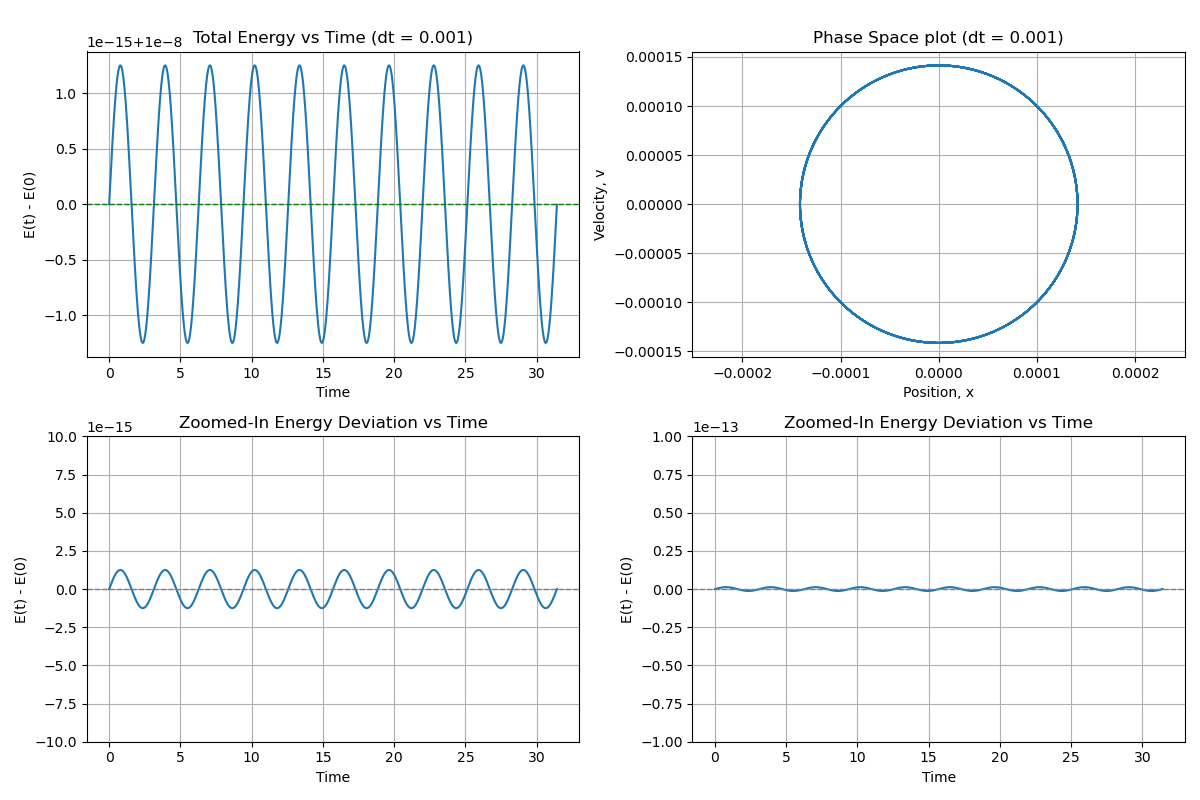 Total Energy vs Time (dt = 0.001)
1e−15+1e−8
1.0
0.5
0.0
−0.5
−1.0
E(t) - E(0)
0 5 10 15 20 25 30
Time
Phase Space plot (dt = 0.001)
0.00015
0.00010
0.00005
0.00000
−0.00005
−0.00010
−0.00015
Velocity, v
−0.0002 −0.0001 0.0000 0.0001 0.0002
Position, x
Zoomed-In Energy Deviation vs Time
1e−15
10.0
7.5
5.0
2.5
0.0
−2.5
−5.0
−7.5
−10.0
E(t) - E(0)
0 5 10 15 20 25 30
Time
Zoomed-In Energy Deviation vs Time
1e−13
1.00
0.75
0.50
0.25
0.00
−0.25
−0.50
−0.75
−1.00
E(t) - E(0)
0 5 10 15 20 25 30
Time